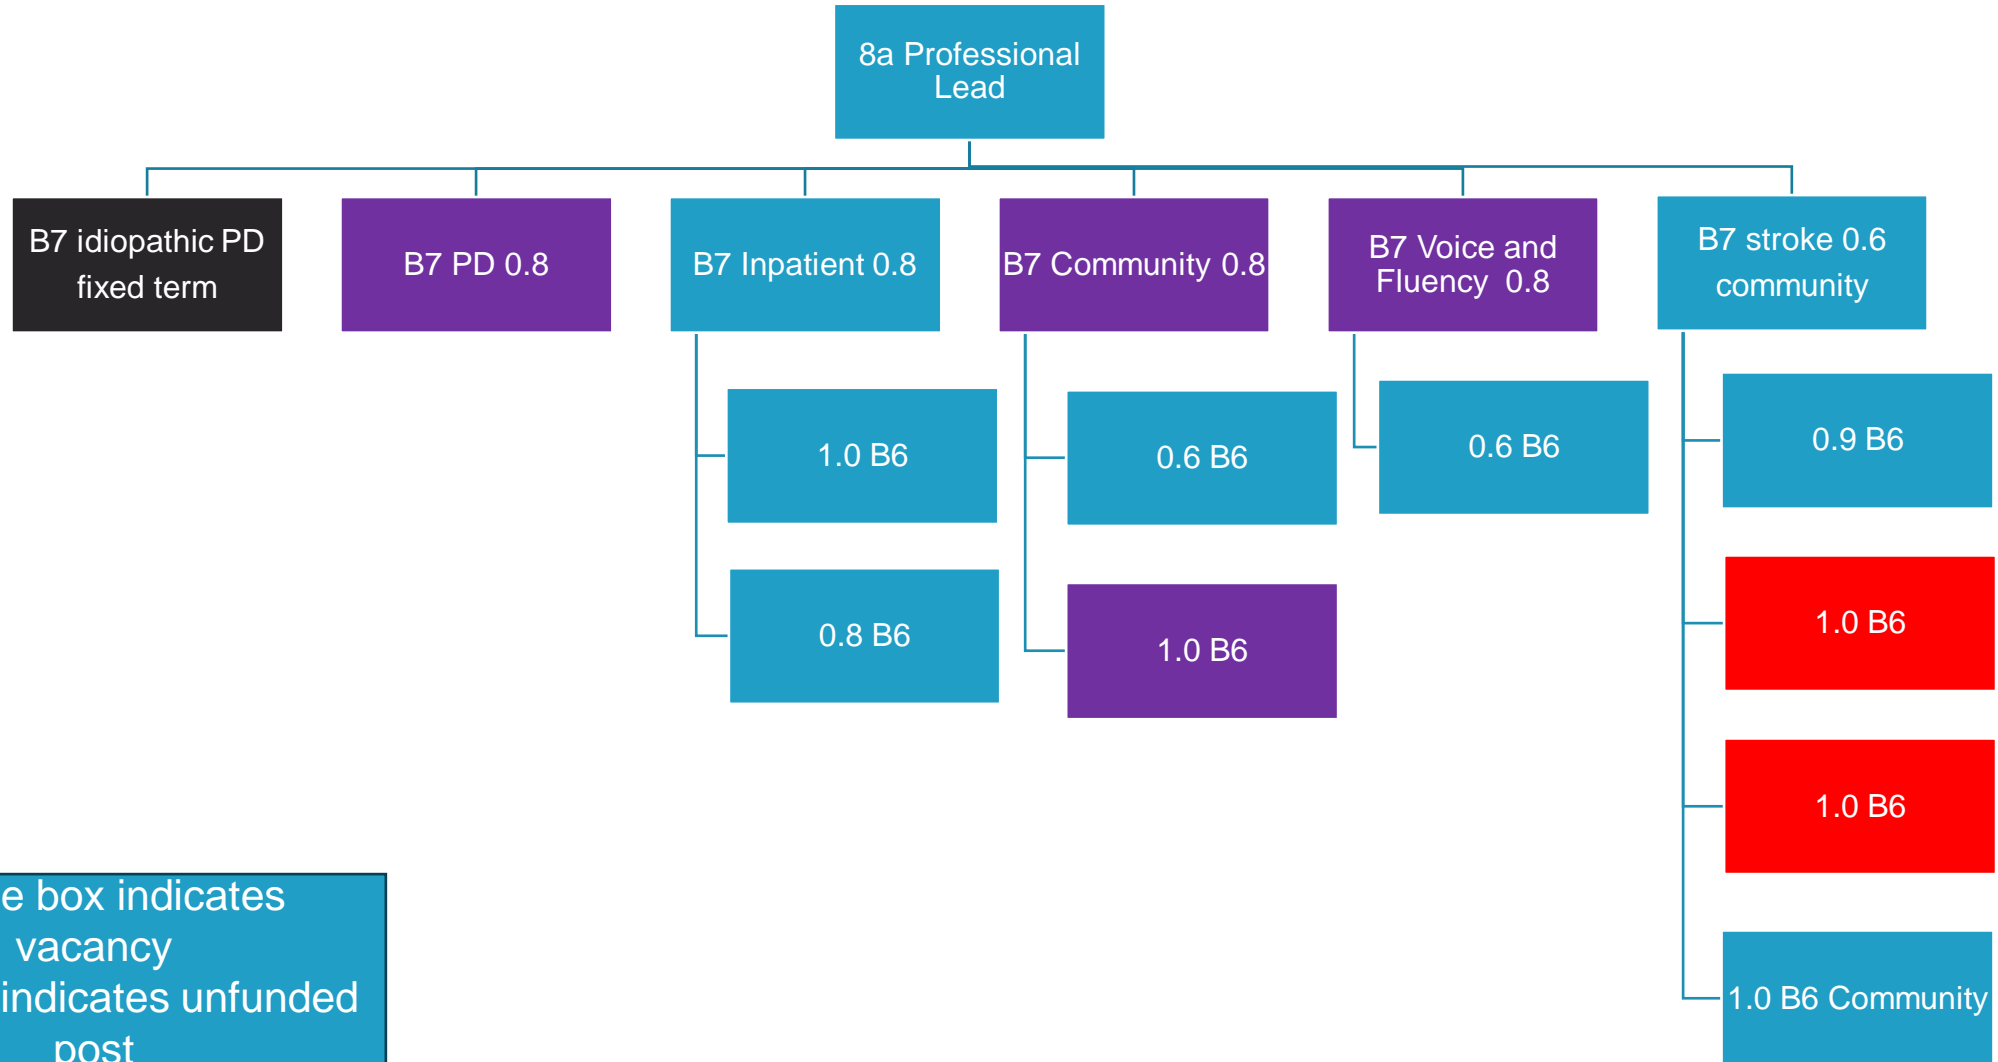 8a Professional
Lead
B7 idiopathic PD
fixed term
B7 PD 0.8
B7 Inpatient 0.8
B7 Community 0.8
B7 Voice and
Fluency 0.8
B7 stroke 0.6
community
1.0 B6
0.6 B6
0.6 B6
0.9 B6
0.8 B6
1.0 B6
1.0 B6
1.0 B6
1.0 B6 Community
box indicates
vacancy
indicates unfunded
post